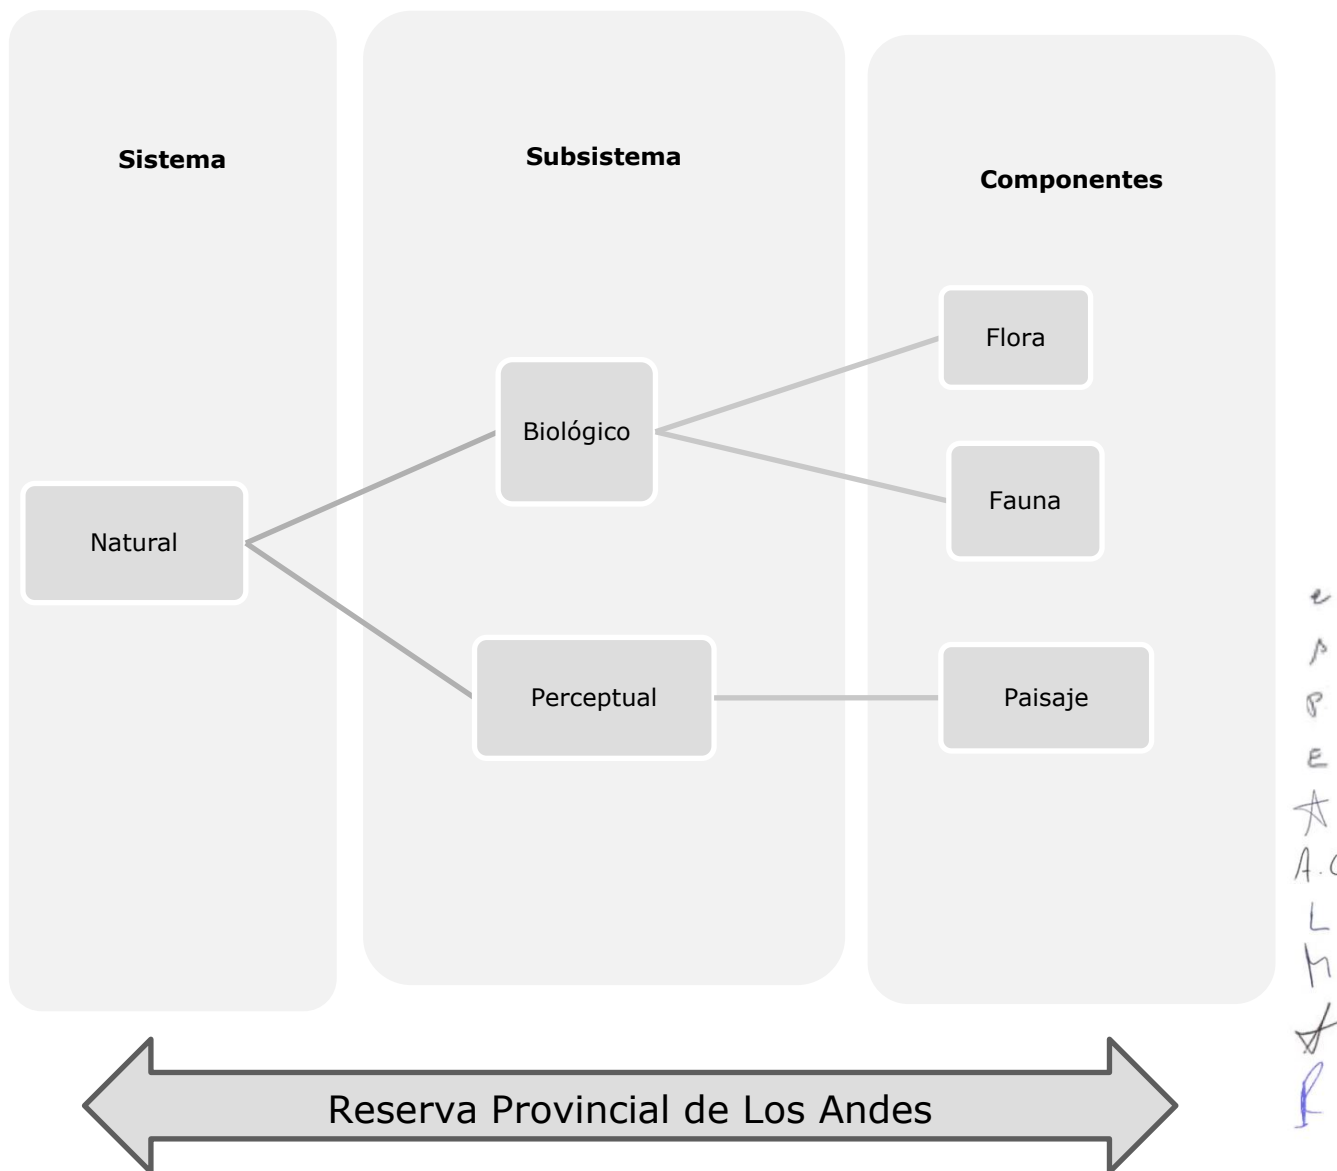 Sistema
Subsistema
Componentes
Flora
Biológico
Fauna
Natural
Perceptual
Paisaje
E
L
Reserva Provincial de Los Andes